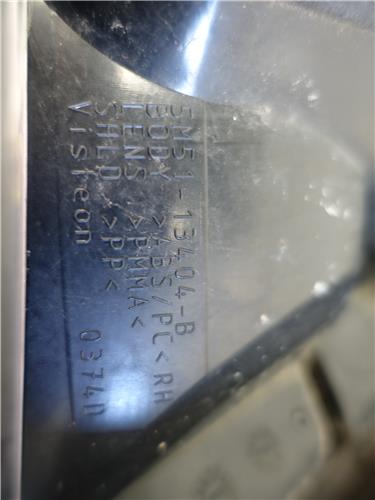 5M51-13404-B
BODY >ABS/PC< RH
LENS >PMMA<
SHLD >PP<
Visteon 0374D